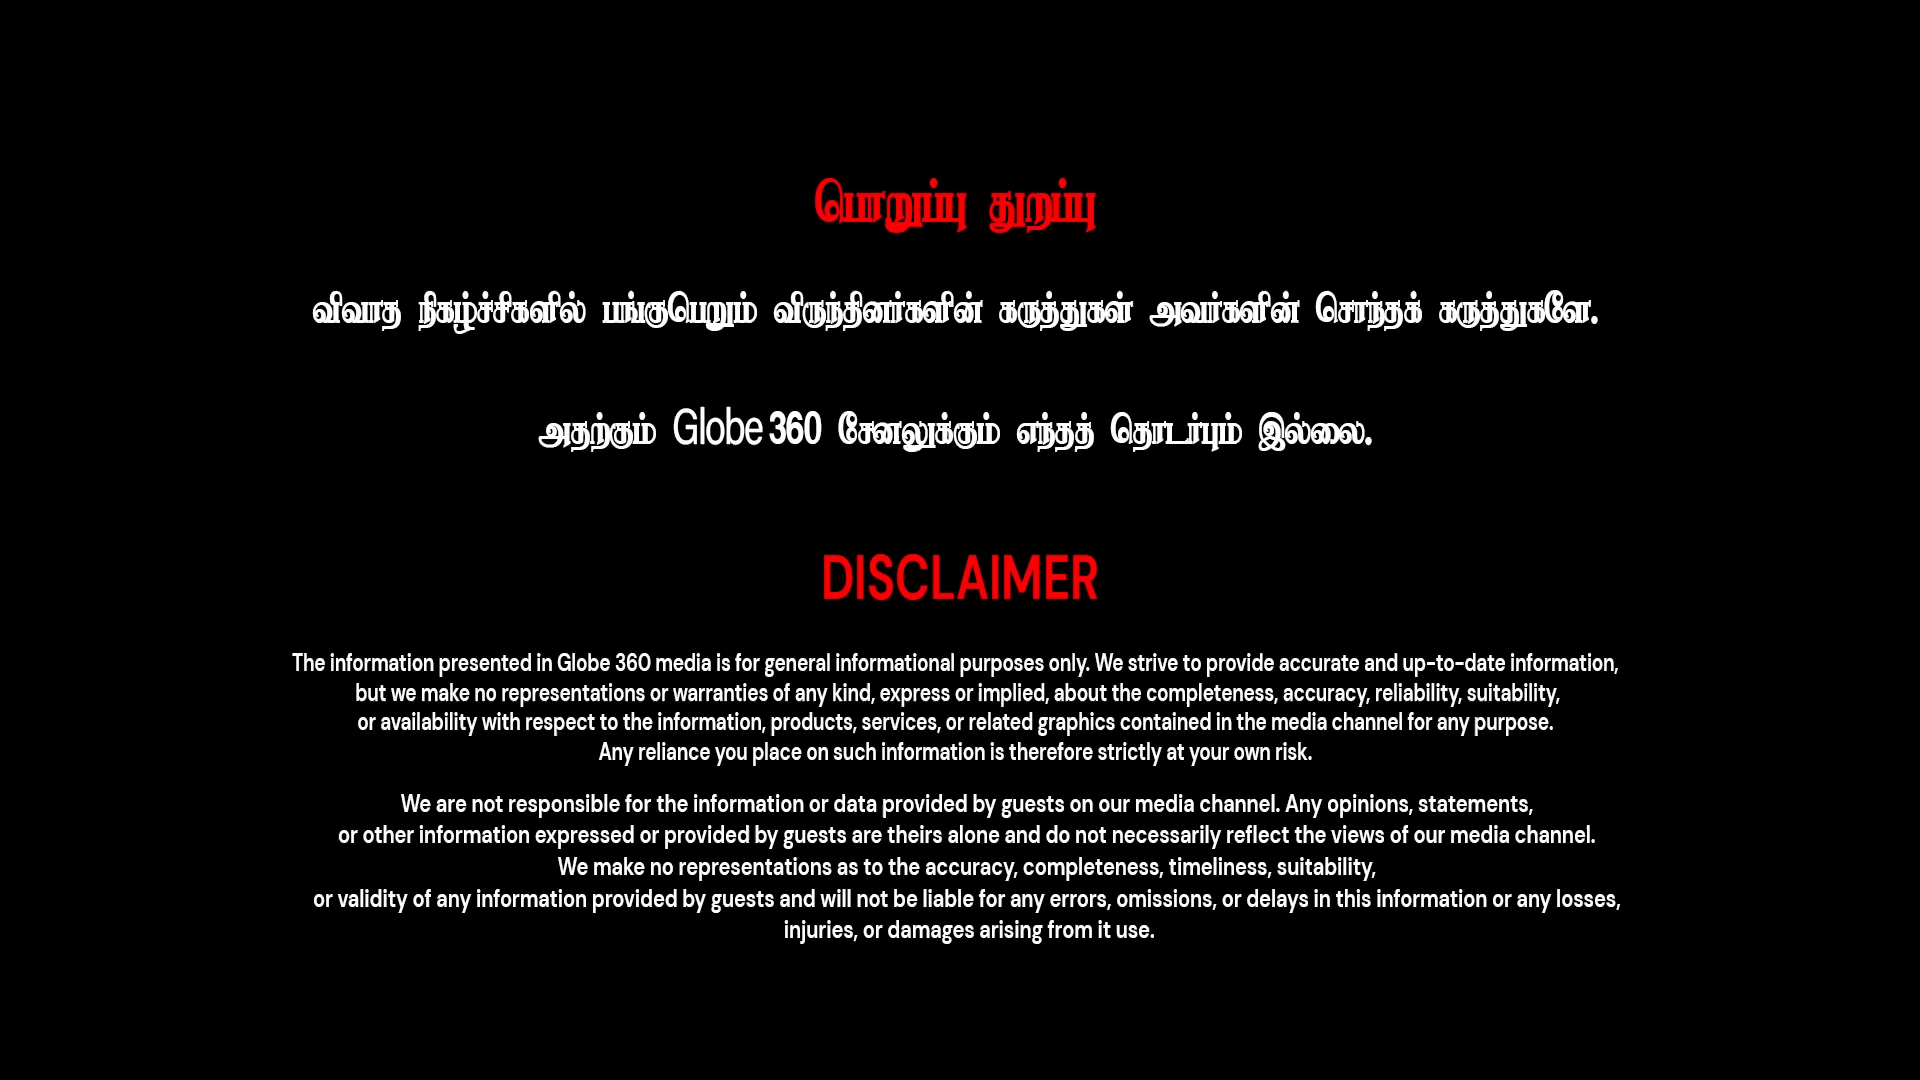 பொறுப்பு துறப்பு
விவாத நிகழ்ச்சிகளில் பங்குபெறும் விருந்தினர்களின் கருத்துகள் அவர்களின் சொந்தக் கருத்துகளே.
அதற்கும் Globe 360 சேனலுக்கும் எந்தத் தொடர்பும் இல்லை.
DISCLAIMER
The information presented in Globe 360 media is for general informational purposes only. We strive to provide accurate and up-to-date information,
but we make no representations or warranties of any kind, express or implied, about the completeness, accuracy, reliability, suitability,
or availability with respect to the information, products, services, or related graphics contained in the media channel for any purpose.
Any reliance you place on such information is therefore strictly at your own risk.
We are not responsible for the information or data provided by guests on our media channel. Any opinions, statements,
or other information expressed or provided by guests are theirs alone and do not necessarily reflect the views of our media channel.
We make no representations as to the accuracy, completeness, timeliness, suitability,
or validity of any information provided by guests and will not be liable for any errors, omissions, or delays in this information or any losses,
injuries, or damages arising from it use.